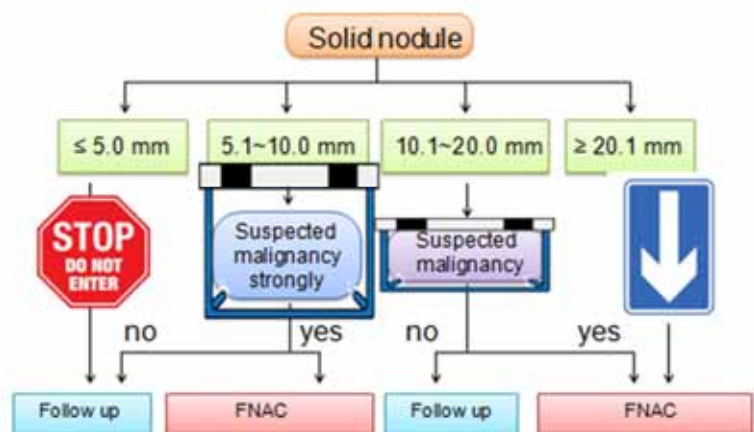 Solid nodule
≤ 5.0 mm
5.1~10.0 mm
10.1~20.0 mm
≥ 20.1 mm
STOP
DO NOT
ENTER
Suspected
malignancy
strongly
Suspected
malignancy
no
yes
no
yes
Follow up
FNAC
Follow up
FNAC